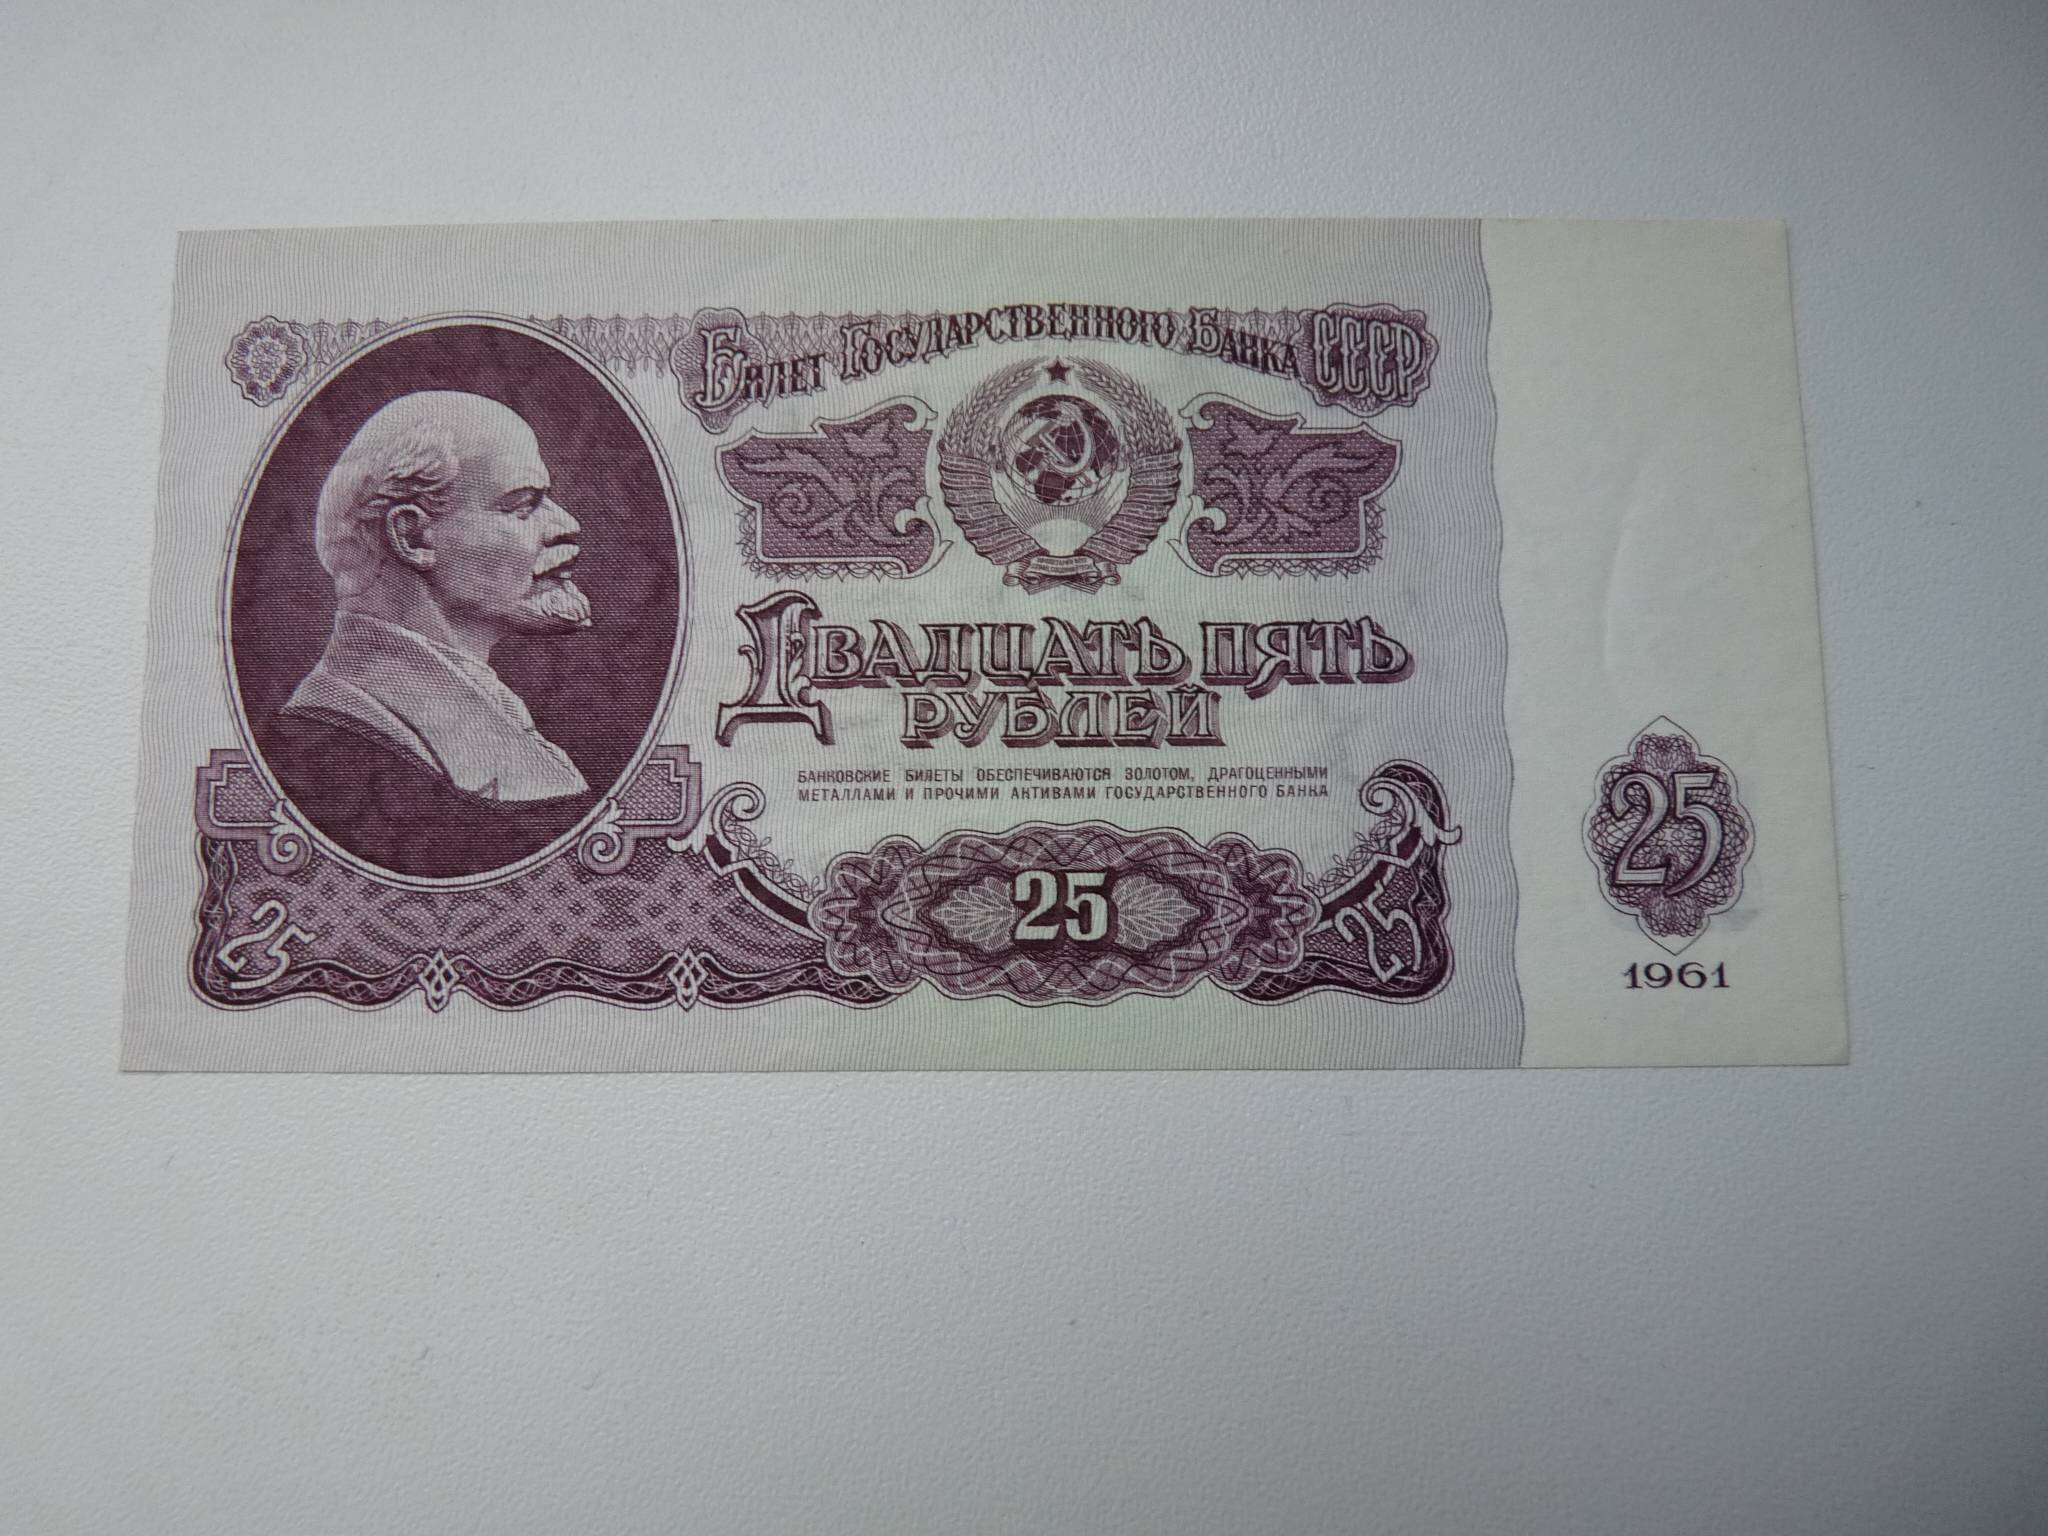 Билет Государственного Банка СССР
Двадцать пять
рублей
БАНКОВСКИЕ БИЛЕТЫ ОБЕСПЕЧИВАЮТСЯ ЗОЛОТОМ, ДРАГОЦЕННЫМИ
МЕТАЛЛАМИ И ПРОЧИМИ АКТИВАМИ ГОСУДАРСТВЕННОГО БАНКА
25
25
25
25
1961